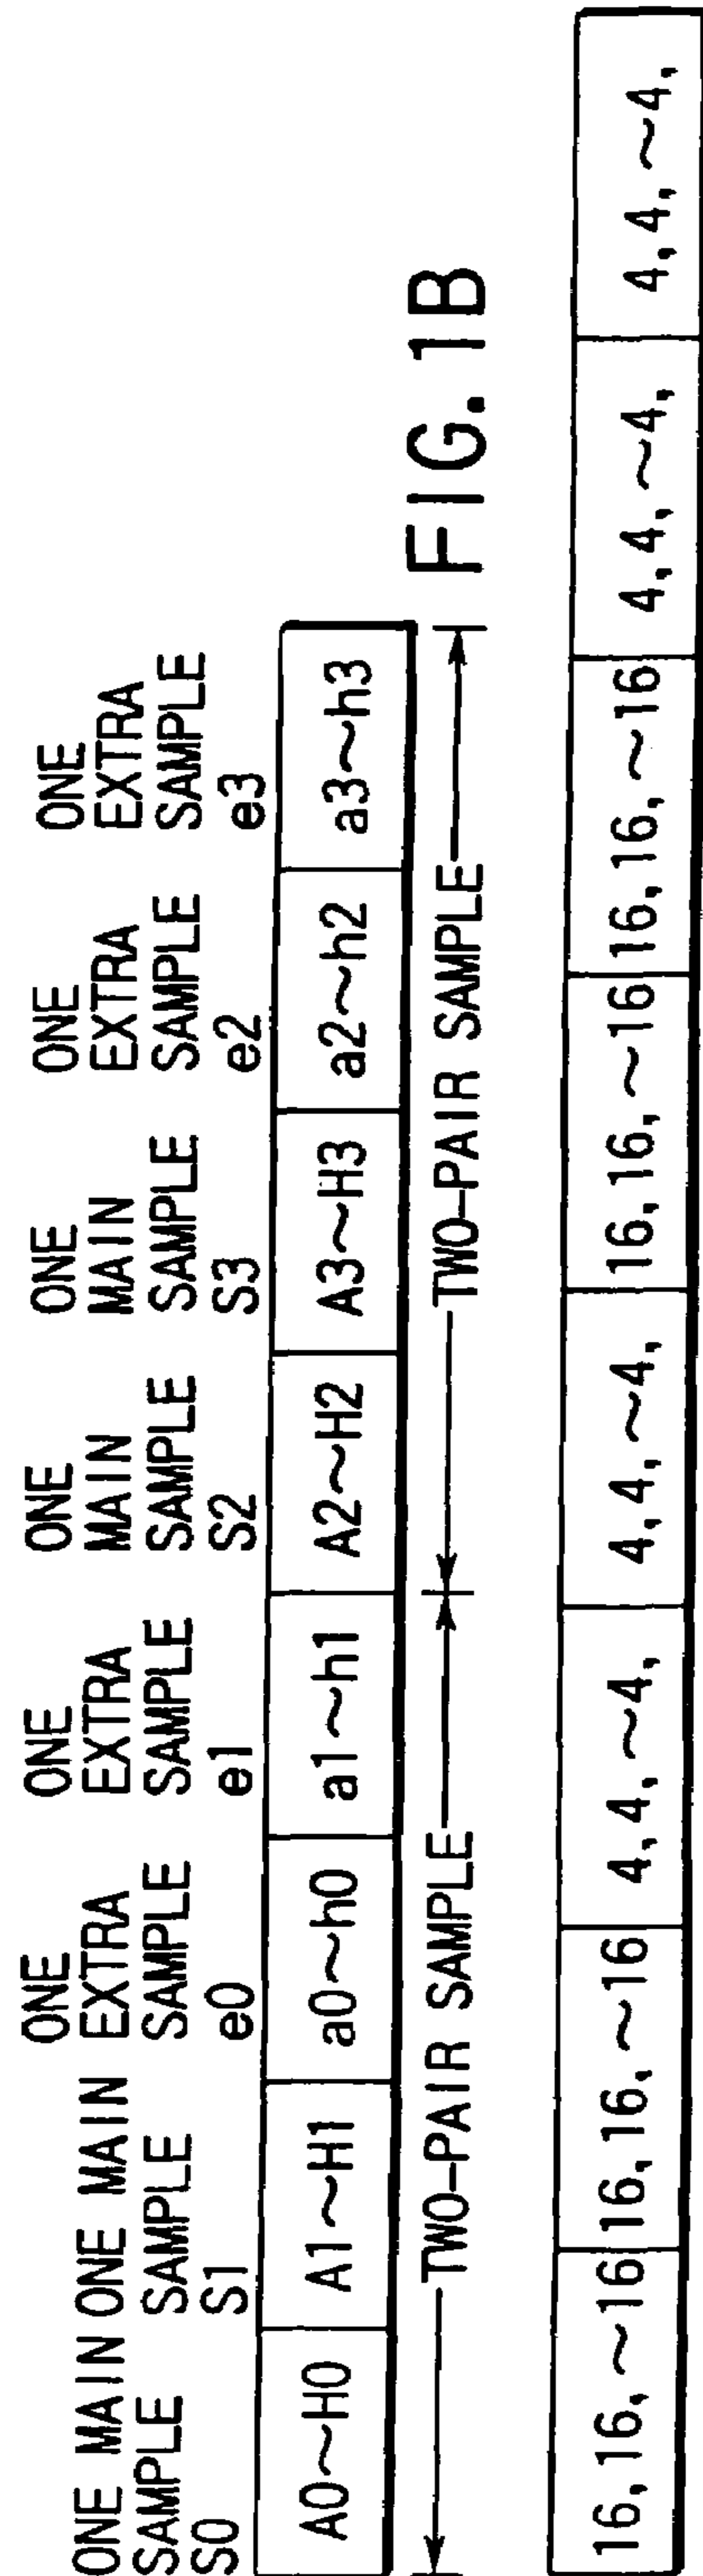 ONE MAIN
SAMPLE
S0
ONE MAIN
SAMPLE
S1
ONE
EXTRA
SAMPLE
e0
ONE
EXTRA
SAMPLE
e1
ONE
MAIN
SAMPLE
S2
ONE
MAIN
SAMPLE
S3
ONE
EXTRA
SAMPLE
e2
ONE
EXTRA
SAMPLE
e3
A0~H0
A1~H1
a0~h0
a1~h1
A2~H2
A3~H3
a2~h2
a3~h3
TWO-PAIR SAMPLE
TWO-PAIR SAMPLE
FIG. 1B
16, 16, ~16
16, 16, ~16
4, 4, ~4,
4, 4, ~4,
16, 16, ~16
16, 16, ~16
4, 4, ~4,
4, 4, ~4,